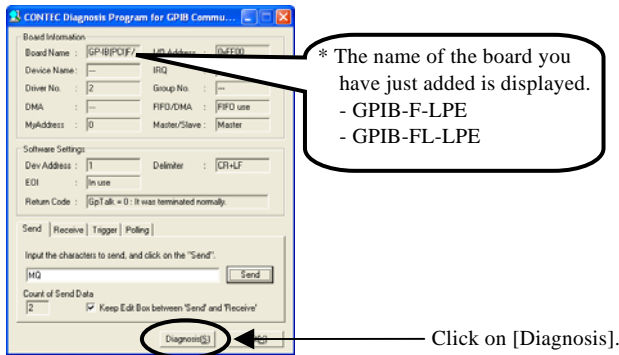 CONTEC Diagnosis Program for GPIB Commu...
Board Information
Board Name : GP-IB(PCI)F/ I/O Address : 0xFF00
Device Name : --- IRQ
Driver No. : 2 Group No. : ---
DMA : --- FIFO/DMA : FIFO use
MyAddress : 0 Master/Slave : Master
Software Settings
Dev Address : 1 Delimiter : CR+LF
EOI : In use
Return Code : GpTalk = 0 : It was terminated normally.
Send Receive Trigger Polling
Input the characters to send, and click on the "Send".
MQ Send
Count of Send Data
2 Keep Edit Box between 'Send' and 'Receive'
Diagnosis(S)
* The name of the board you
have just added is displayed.
- GPIB-F-LPE
- GPIB-FL-LPE
Click on [Diagnosis].